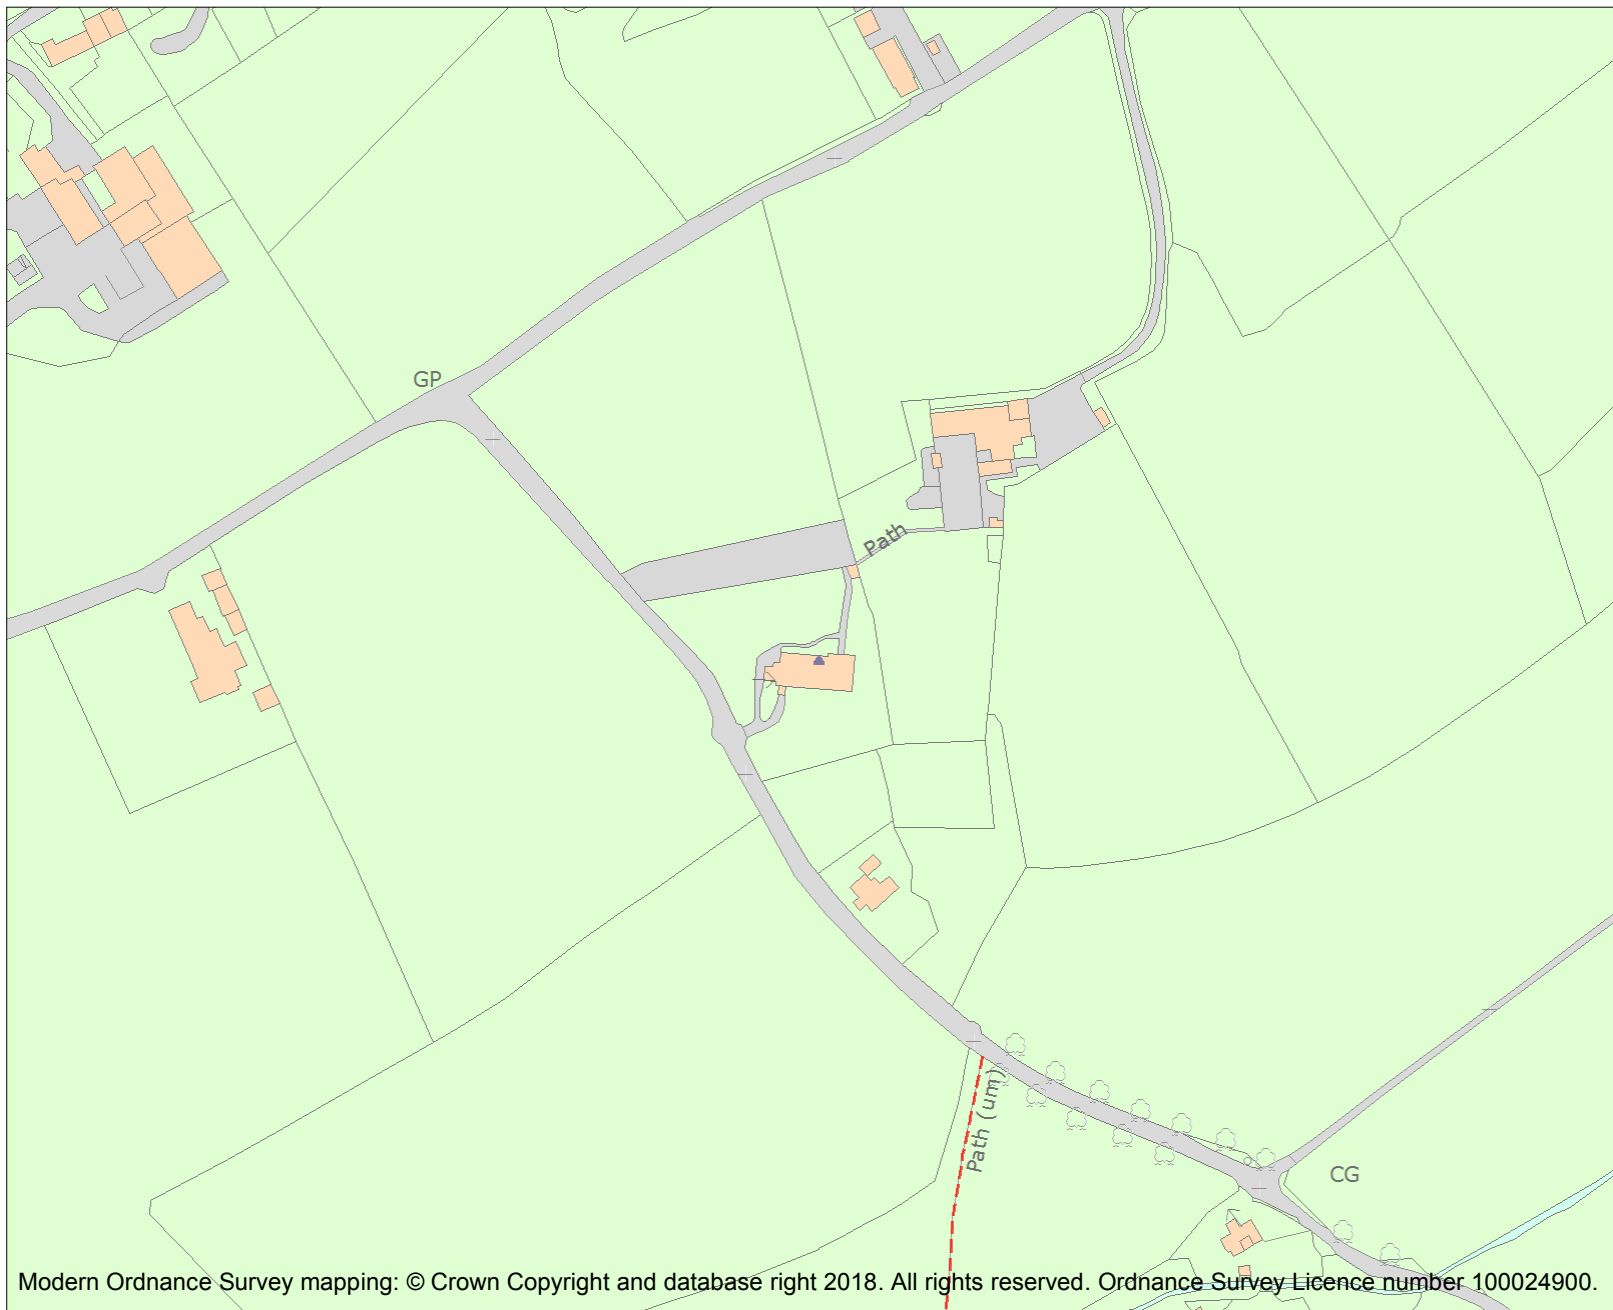 GP
Path
Path (um)
CG
Modern Ordnance Survey mapping: © Crown Copyright and database right 2018. All rights reserved. Ordnance Survey Licence number 100024900.